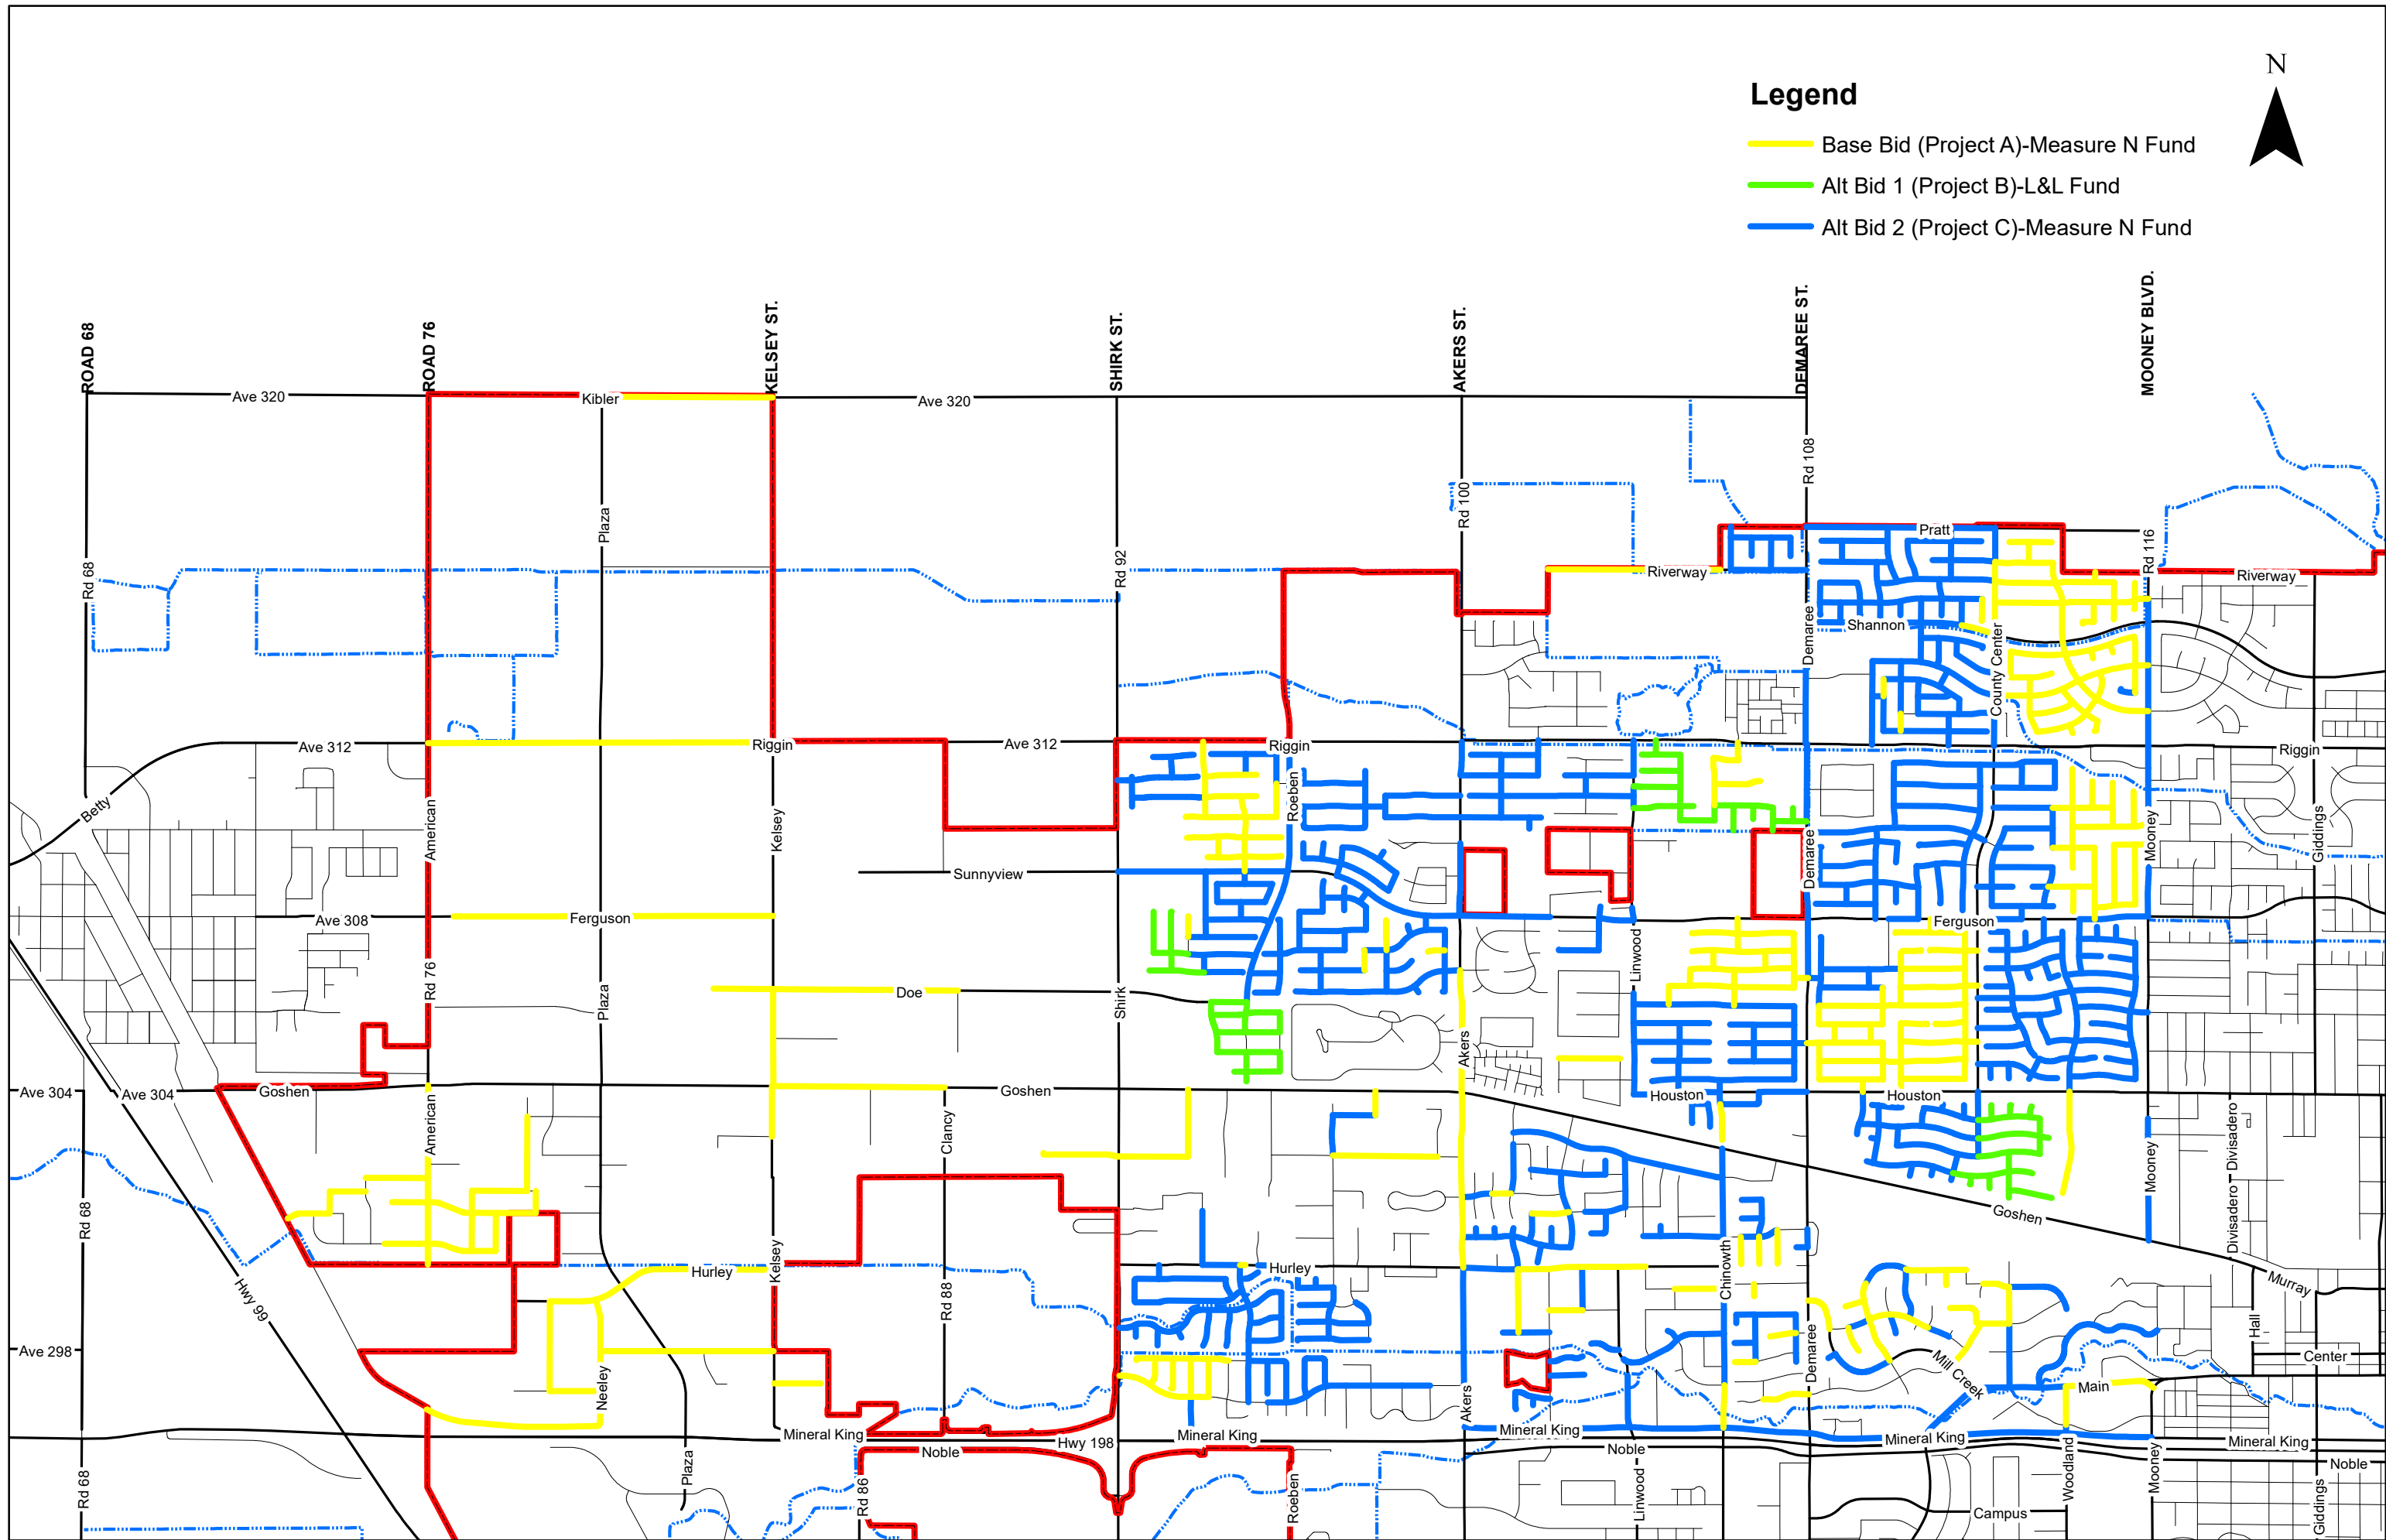 N
Legend
Base Bid (Project A)-Measure N Fund
Alt Bid 1 (Project B)-L&L Fund
Alt Bid 2 (Project C)-Measure N Fund
ROAD 68
ROAD 76
KELSEY ST.
SHIRK ST.
AKERS ST.
DEMAREE ST.
MOONEY BLVD.
Ave 320
Kibler
Ave 320
Rd 108
Rd 100
Plaza
Pratt
Rd 116
Rd 92
Rd 68
Riverway
Riverway
Shannon
Demaree
County Center
Ave 312
Riggin
Ave 312
Riggin
Riggin
Betty
American
Kelsey
Roeben
Demaree
Mooney
Giddings
Sunnyview
Ave 308
Ferguson
Ferguson
Rd 76
Plaza
Doe
Shirk
Linwood
Akers
Ave 304
Ave 304
Goshen
Goshen
Houston
Houston
American
Clancy
Mooney
Divisadero
Divisadero
Rd 68
Goshen
Kelsey
Hurley
Hurley
Chinowth
Murray
Hwy 99
Rd 88
Hall
Ave 298
Center
Demaree
Mill Creek
Neeley
Akers
Main
Mineral King
Hwy 198
Mineral King
Mineral King
Mineral King
Mineral King
Noble
Noble
Noble
Rd 68
Plaza
Rd 86
Roeben
Linwood
Woodland
Mooney
Giddings
Campus